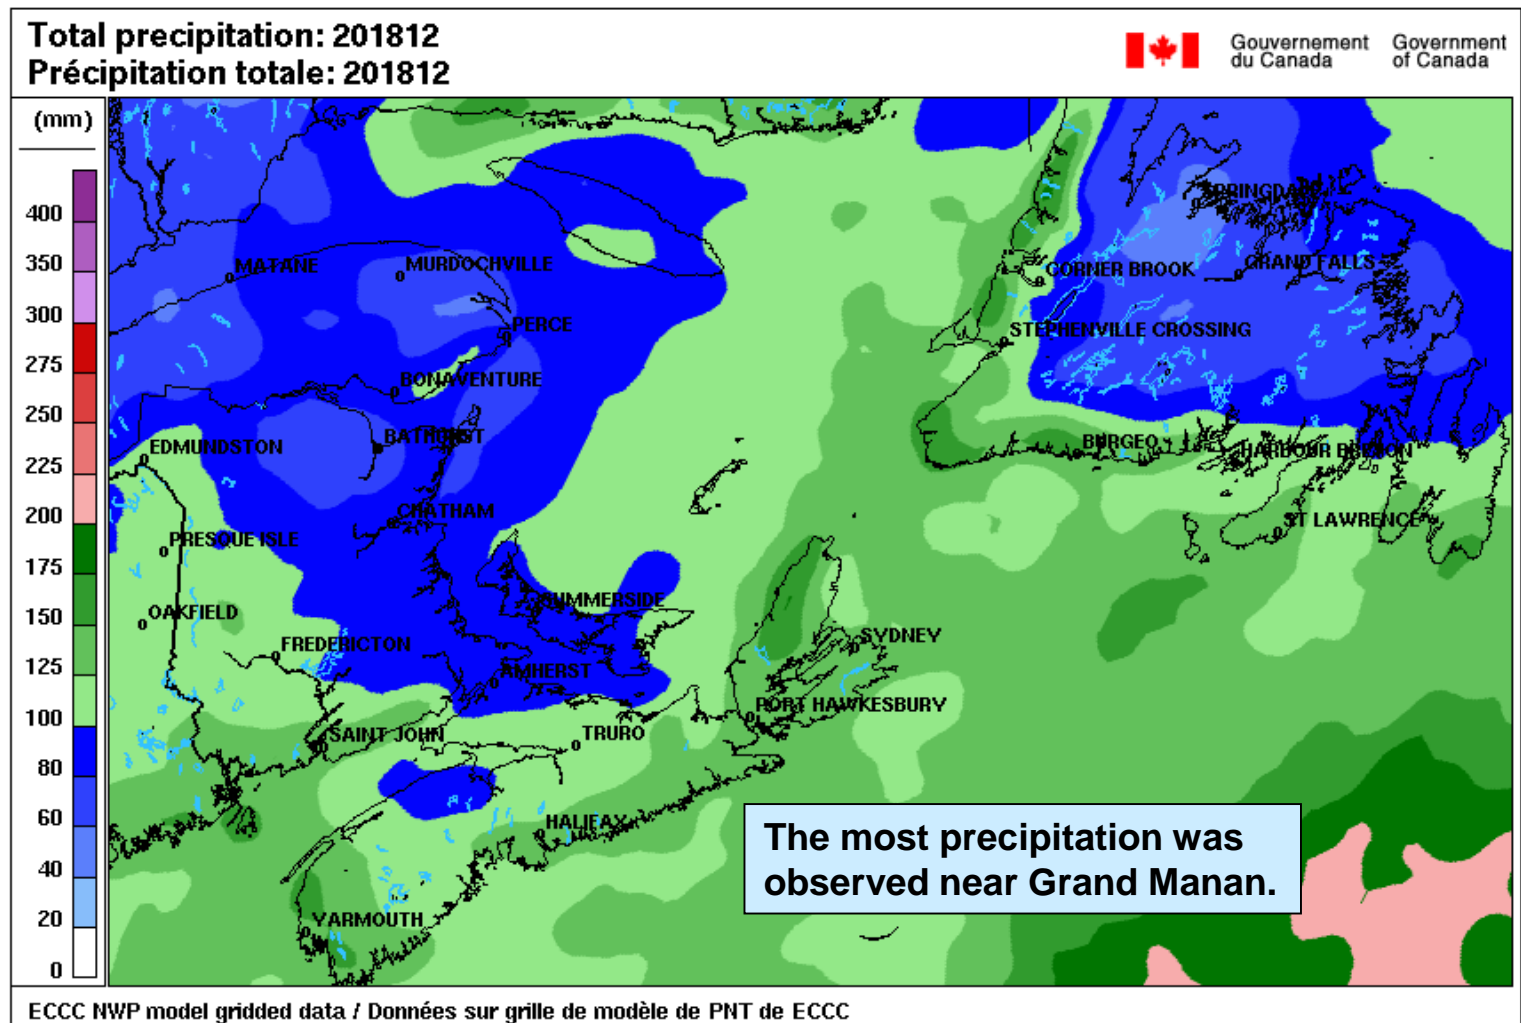 Total precipitation: 201812
Précipitation totale: 201812
Gouvernement du Canada
Government of Canada
(mm)
400
350
300
275
250
225
200
175
150
125
100
80
60
40
20
0
MATANE
MURDOCHVILLE
PERCE
BONAVENTURE
BATHURST
EDMUNDSTON
CHATHAM
PRESQUE ISLE
OAKFIELD
FREDERICTON
SUMMERSIDE
AMHERST
SAINT JOHN
TRURO
HALIFAX
YARMOUTH
SYDNEY
PORT HAWKESBURY
SPRINGDALE
CORNER BROOK
GRAND FALLS
STEPHENVILLE CROSSING
BURGEO
HARBOUR BRETON
ST LAWRENCE
The most precipitation was
observed near Grand Manan.
ECCC NWP model gridded data / Données sur grille de modèle de PNT de ECCC